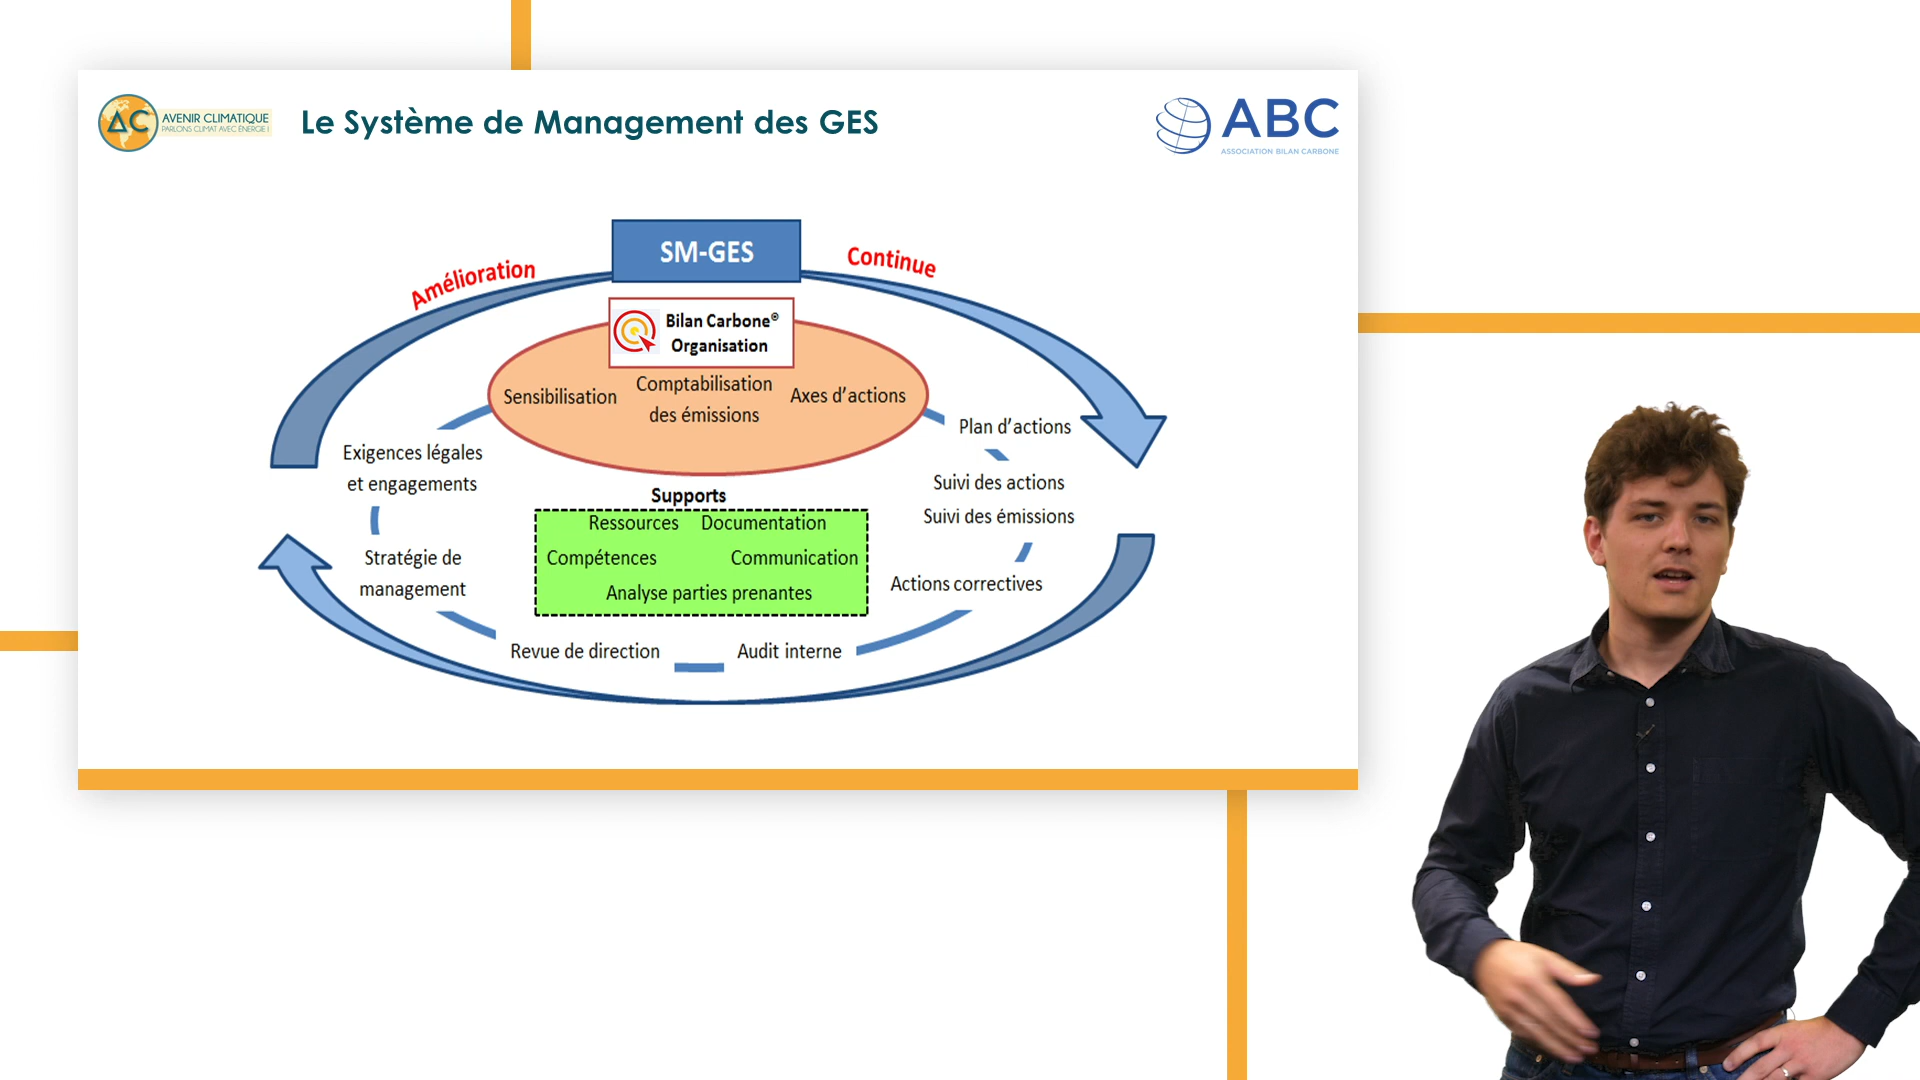 AC
AVENIR CLIMATIQUE
PARLONS CLIMAT AVEC ÉNERGIE !
Le Système de Management des GES
ABC
ASSOCIATION BILAN CARBONE
SM-GES
Amélioration
Continue
Bilan Carbone®
Organisation
Sensibilisation
Comptabilisation
des émissions
Axes d'actions
Plan d'actions
Suivi des actions
Suivi des émissions
Actions correctives
Audit interne
Revue de direction
Stratégie de
management
Exigences légales
et engagements
Supports
Ressources Documentation
Compétences Communication
Analyse parties prenantes